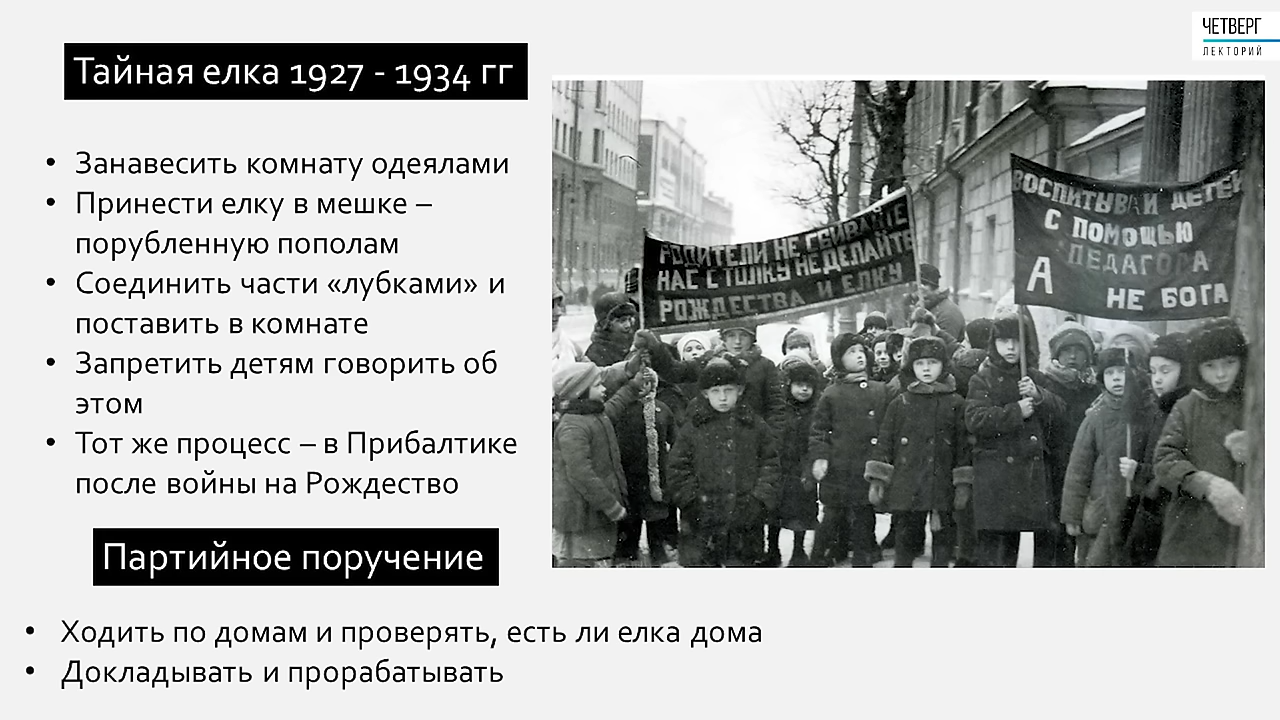 ЧЕТВЕРГ
ЛЕКТОРИЙ
Тайная елка 1927 - 1934 гг
• Занавесить комнату одеялами
• Принести елку в мешке –
порубленную пополам
• Соединить части «лубками» и
поставить в комнате
• Запретить детям говорить об
этом
• Тот же процесс – в Прибалтике
после войны на Рождество
РОДИТЕЛИ НЕ СБИВАЙТЕ
НАС С ТОЛКУ НЕ ДЕЛАЙТЕ
РОЖДЕСТВА И ЕЛКУ
ВОСПИТЫВАЙ ДЕТЕЙ
С ПОМОЩЬЮ
ПЕДАГОГА
А НЕ БОГА
Партийное поручение
• Ходить по домам и проверять, есть ли елка дома
• Докладывать и прорабатывать